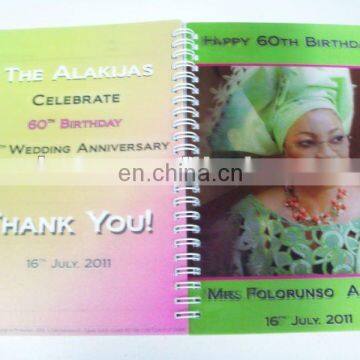 THE ALAKIJAS
CELEBRATE
60TH BIRTHDAY
WEDDING ANNIVERSARY
THANK YOU!
16TH JULY, 2011
HAPPY 60TH BIRTHDA
MRS FOLORUNSO A
16TH JULY, 2011
.en.china.cn